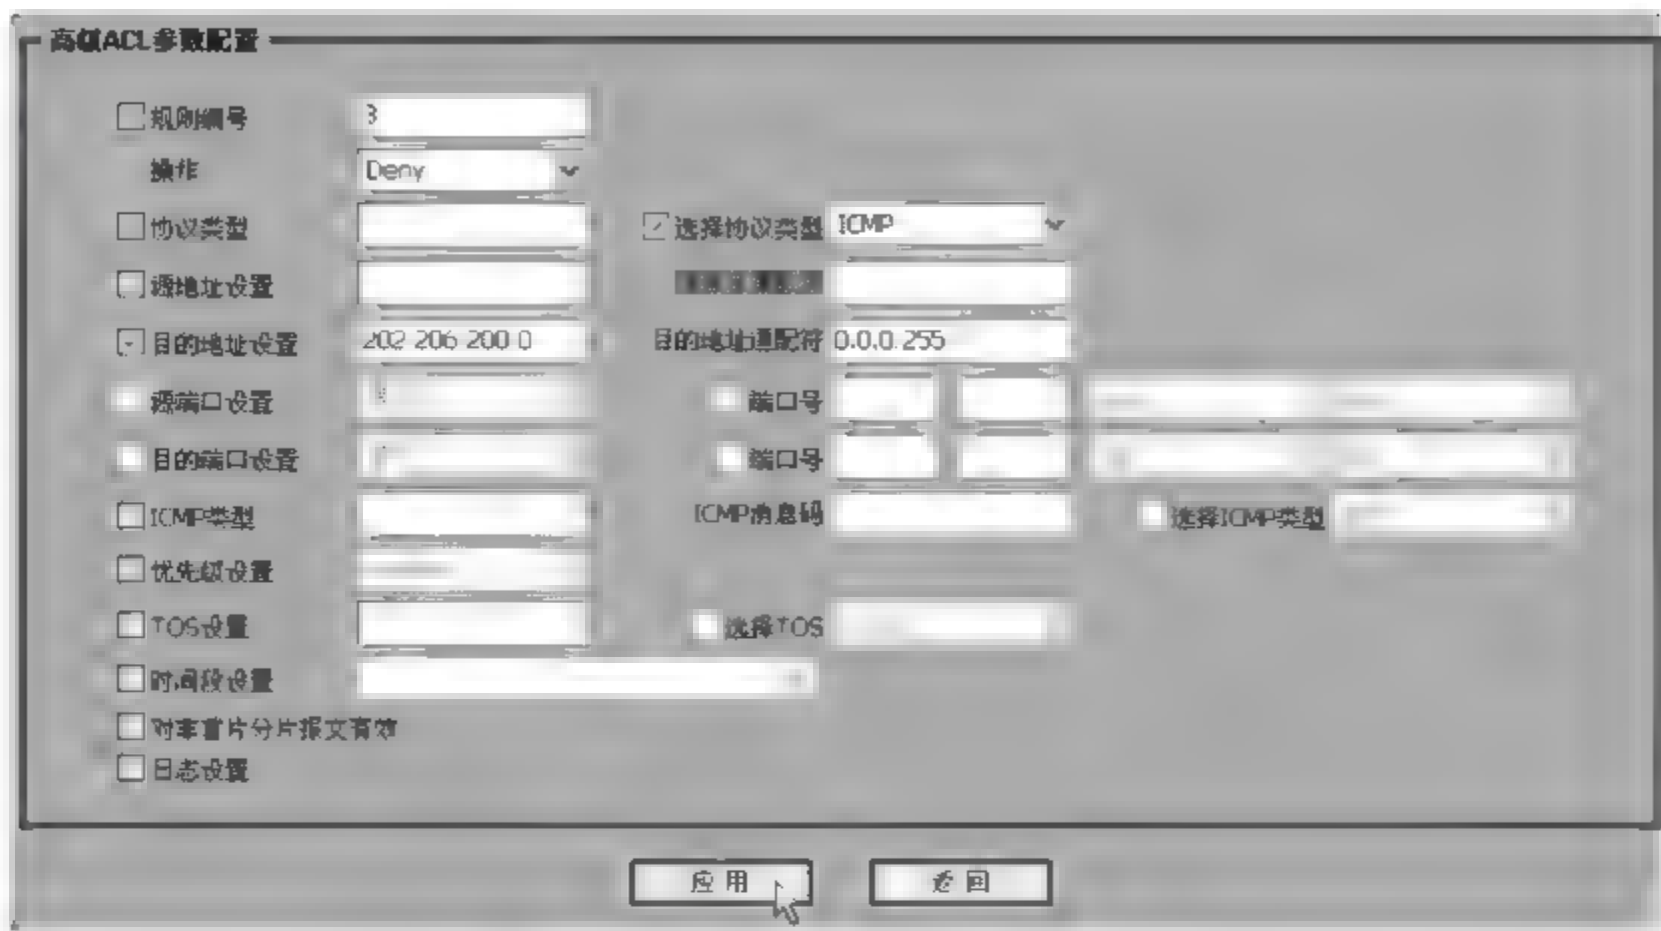 高级ACL参数配置
规则编号 3
操作 Deny
协议类型 选择协议类型 ICMP
源地址设置
目的地址设置 202.206.200.0 目的地址通配符 0.0.0.255
源端口设置 端口号
目的端口设置 端口号
ICMP类型 ICMP消息码 选择ICMP类型
优先级设置
TOS设置 选择TOS
时间段设置
对非首片分片报文有效
日志设置
应用 返回